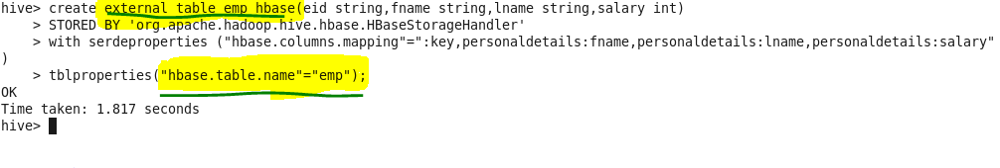 hive> create external table emp_hbase(eid string,fname string,lname string,salary int)
    > STORED BY 'org.apache.hadoop.hive.hbase.HBaseStorageHandler'
    > with serdeproperties ("hbase.columns.mapping"=":key,personaldetails:fname,personaldetails:lname,personaldetails:salary"
)
    > tblproperties("hbase.table.name"="emp");
OK
Time taken: 1.817 seconds
hive>